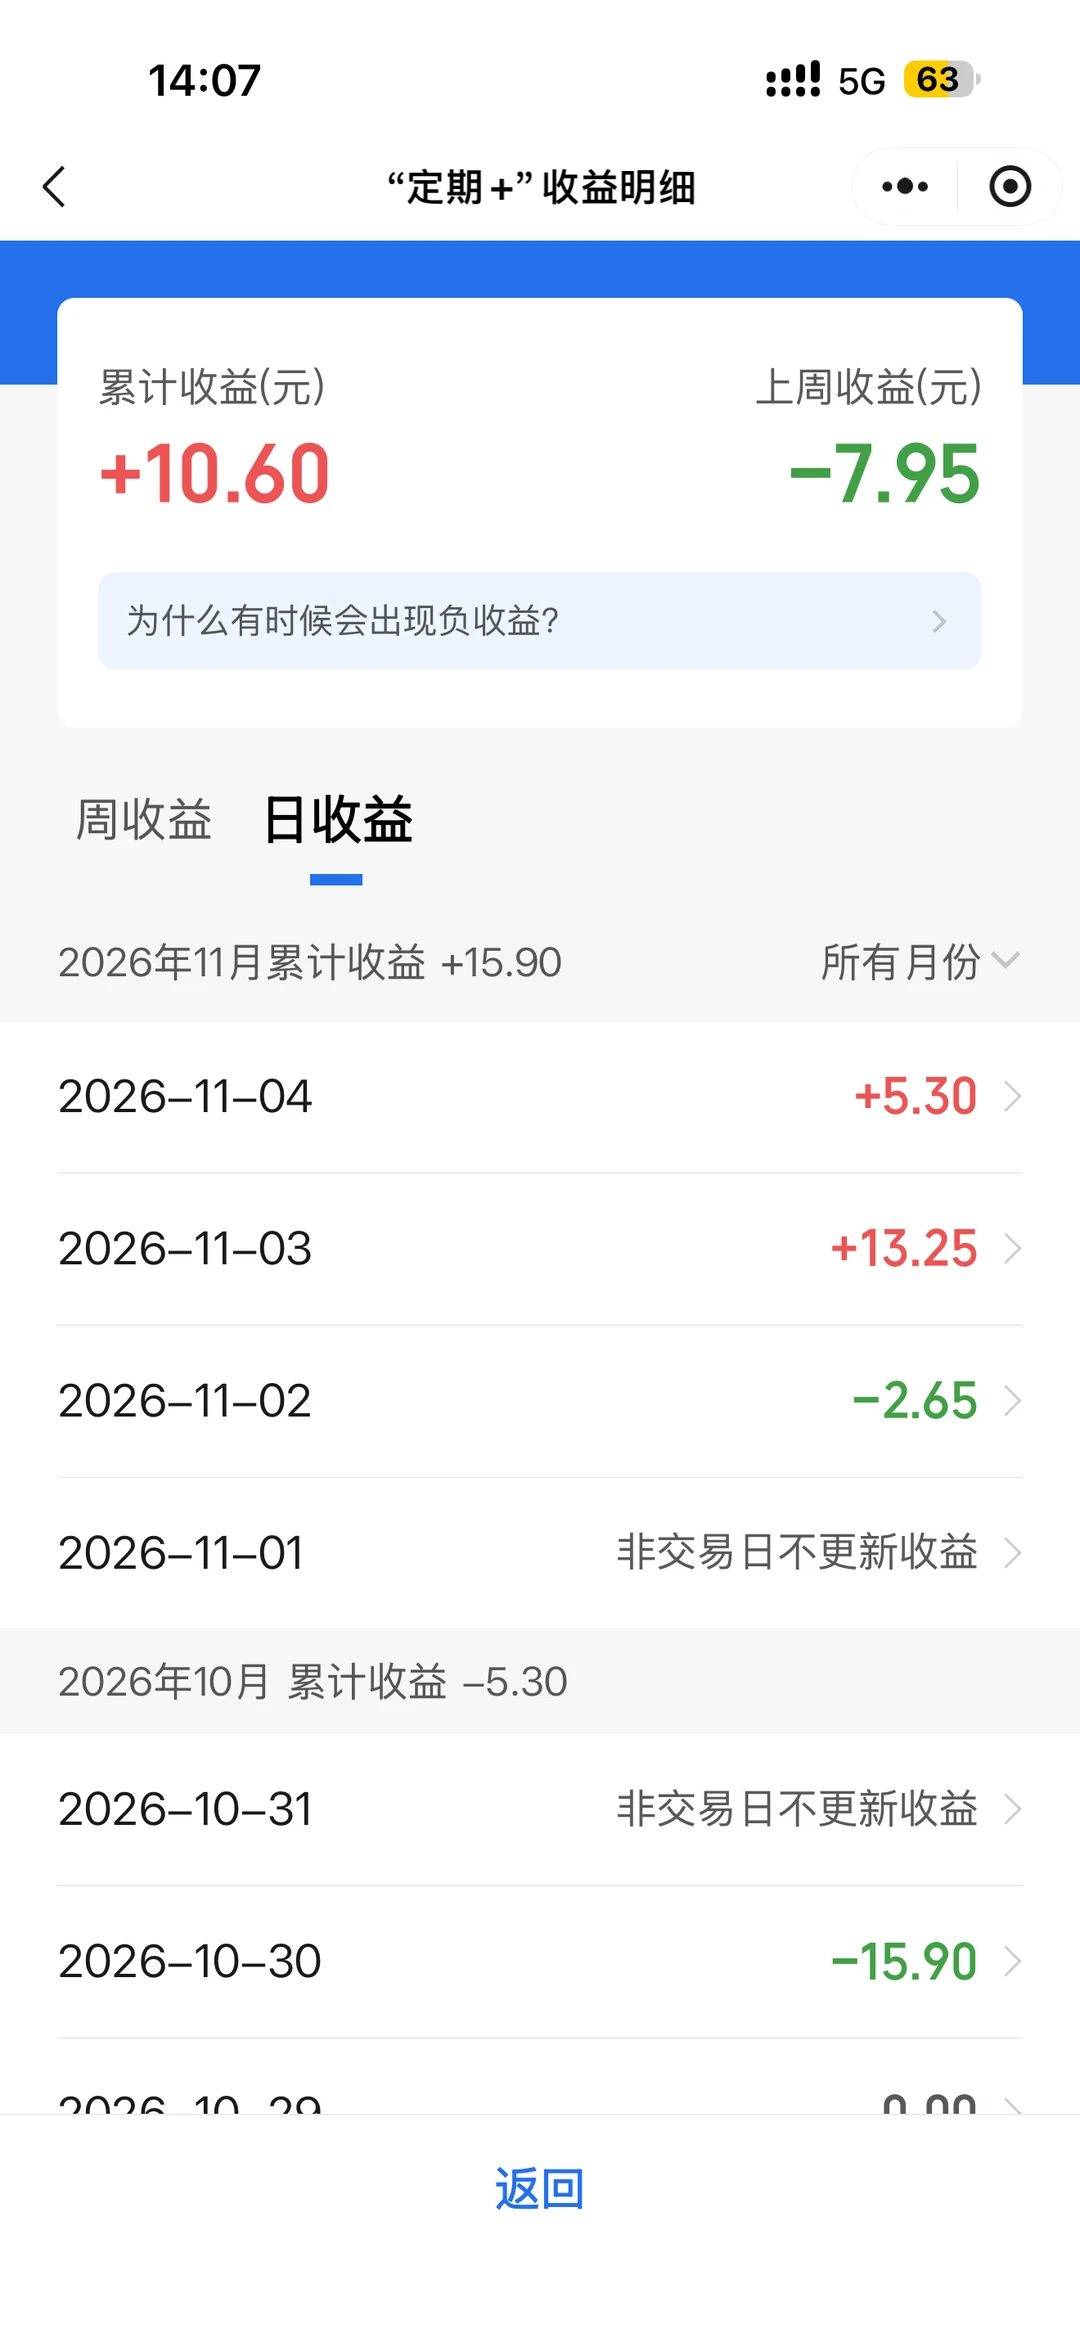 14:07
5G 63
“定期+”收益明细
累计收益(元) 上周收益(元)
+10.60 -7.95
为什么有时候会出现负收益?
周收益 日收益
2026年11月累计收益 +15.90 所有月份
2026-11-04 +5.30
2026-11-03 +13.25
2026-11-02 -2.65
2026-11-01 非交易日不更新收益
2026年10月 累计收益 -5.30
2026-10-31 非交易日不更新收益
2026-10-30 -15.90
2026-10-29 0.00
返回